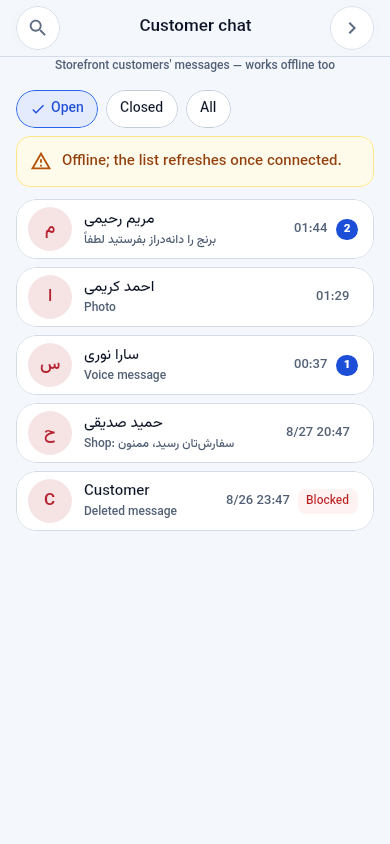 Customer chat
Storefront customers' messages — works offline too
Open
Closed
All
Offline; the list refreshes once connected.
م
مریم رحیمی
برنج را دانه‌دراز بفرستید لطفاً
01:44
2
ا
احمد کریمی
Photo
01:29
س
سارا نوری
Voice message
00:37
1
ح
حمید صدیقی
Shop: سفارش‌تان رسید، ممنون
8/27 20:47
C
Customer
Deleted message
8/26 23:47
Blocked